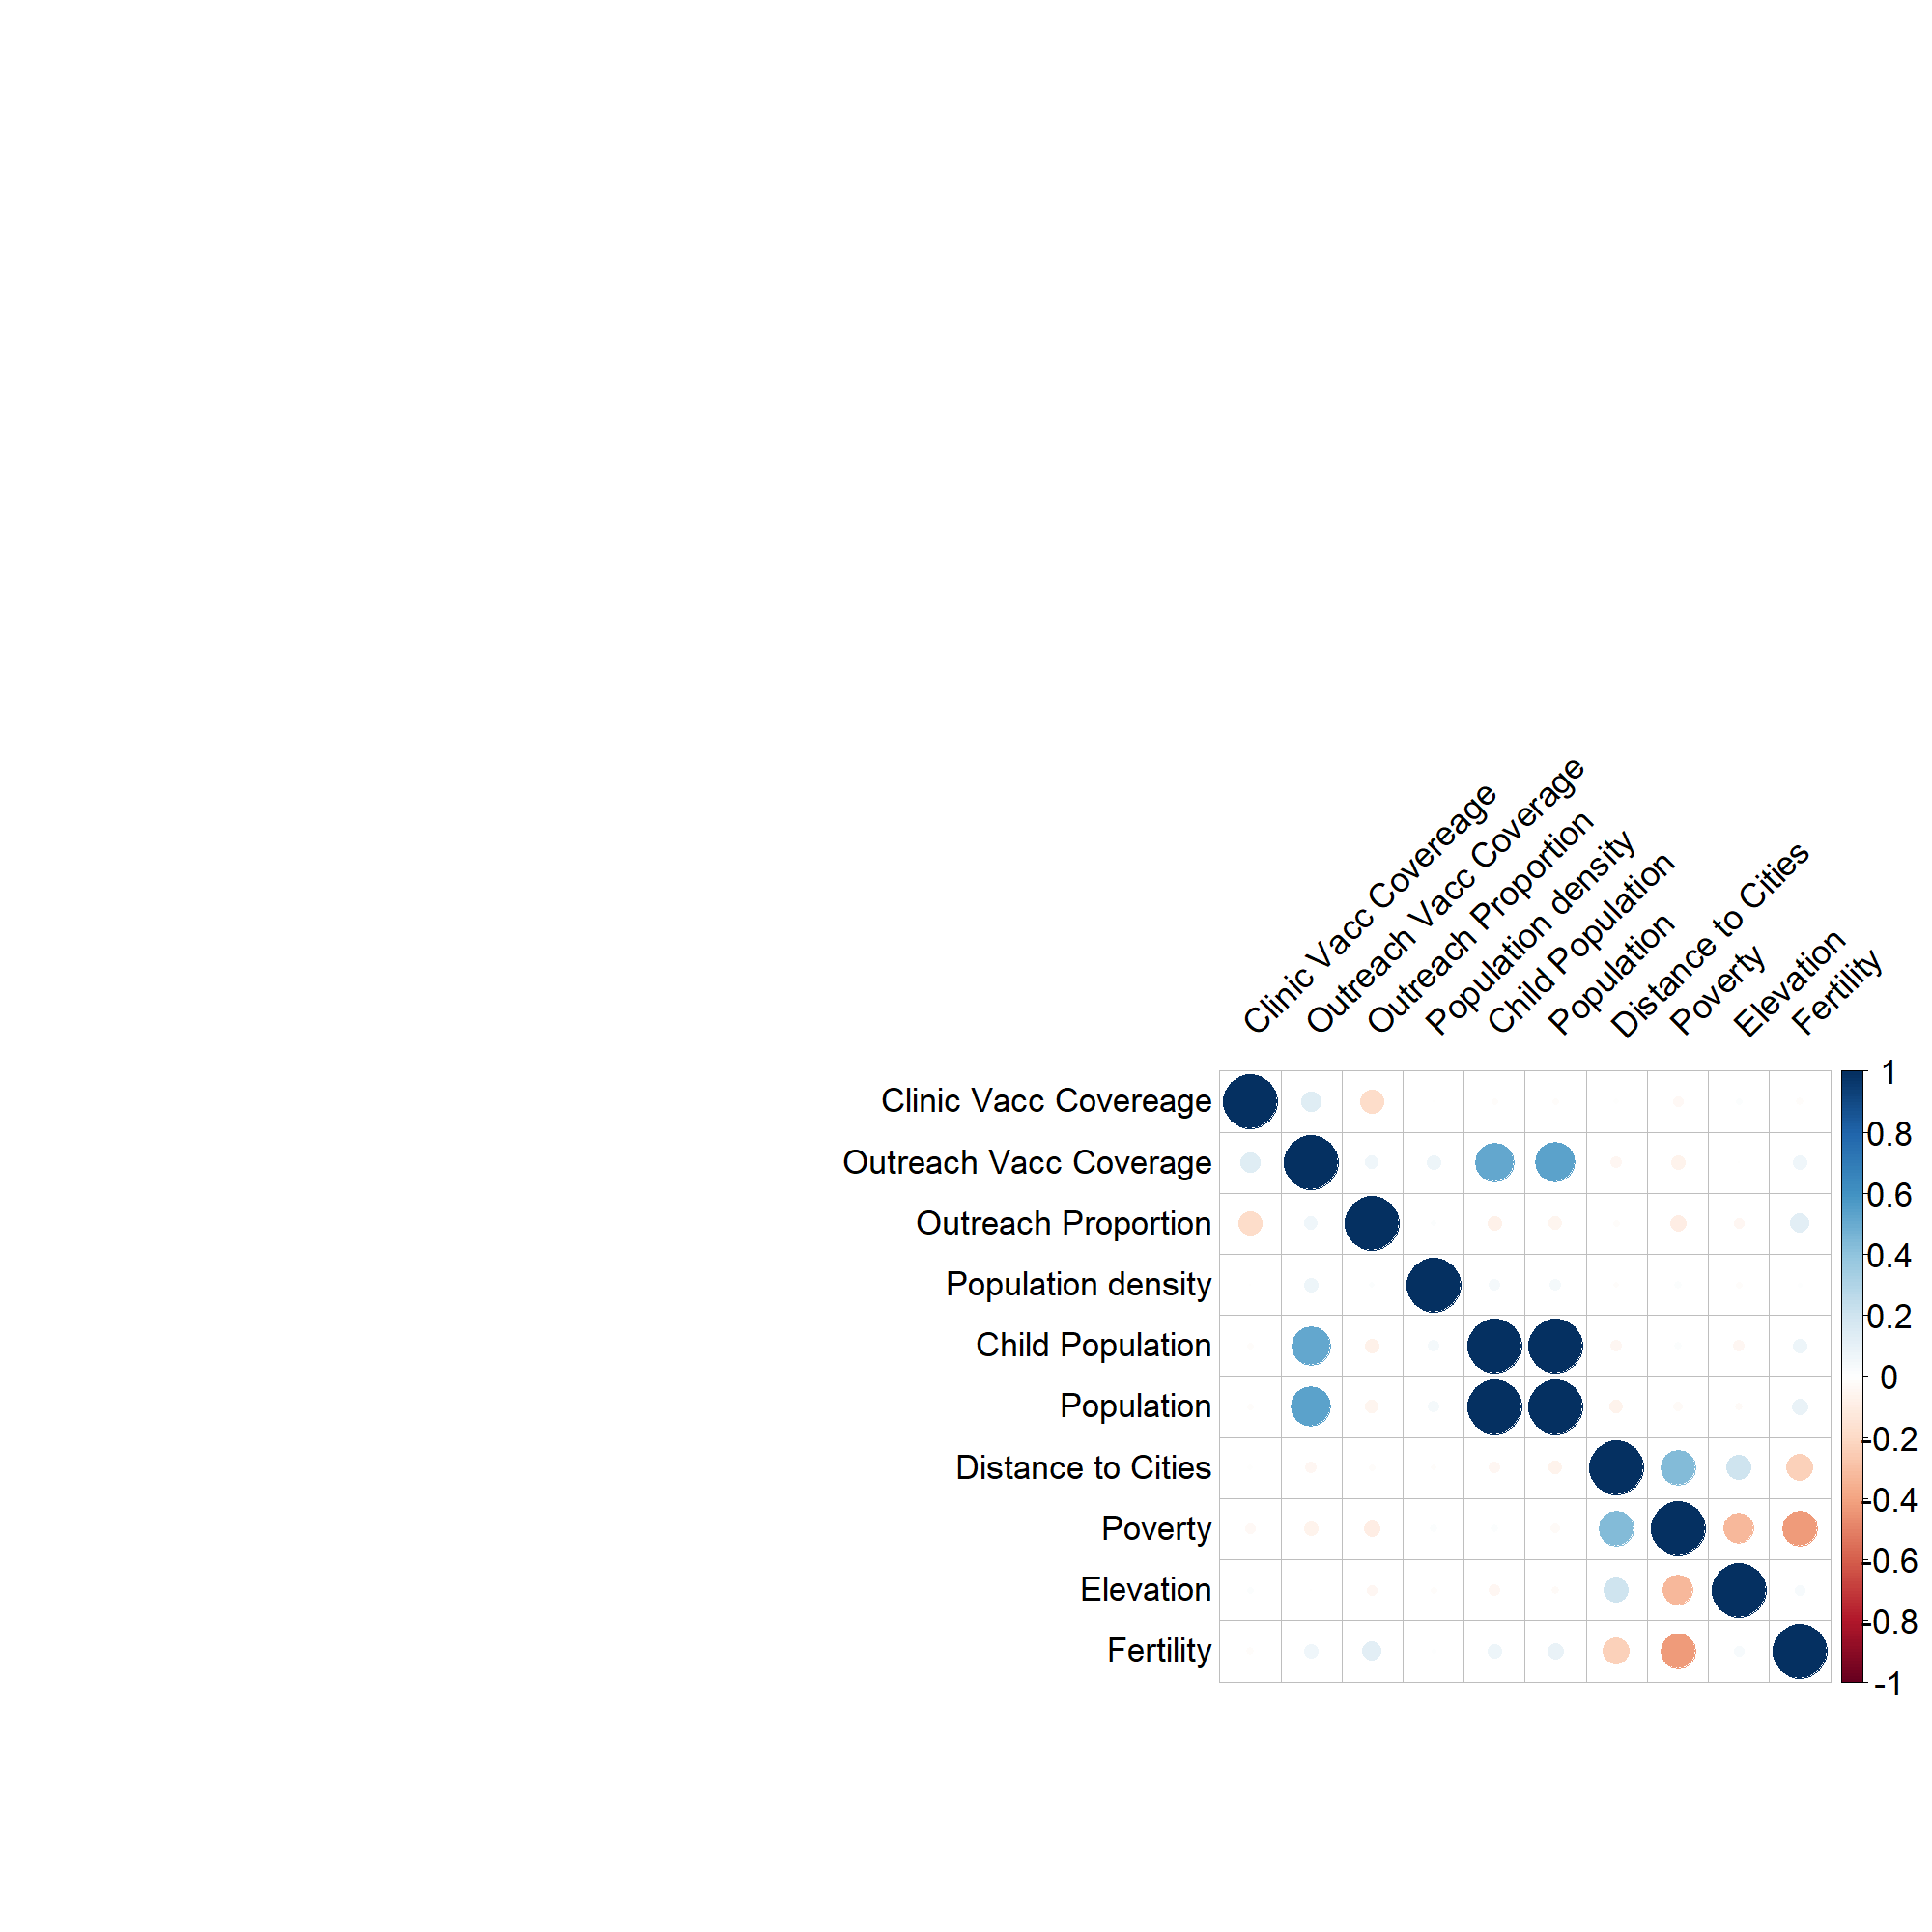 Clinic Vacc Covereage
Outreach Vacc Coverage
Outreach Proportion
Population density
Child Population
Population
Distance to Cities
Poverty
Elevation
Fertility
Clinic Vacc Covereage
Outreach Vacc Coverage
Outreach Proportion
Population density
Child Population
Population
Distance to Cities
Poverty
Elevation
Fertility
1
0.8
0.6
0.4
0.2
0
-0.2
-0.4
-0.6
-0.8
-1